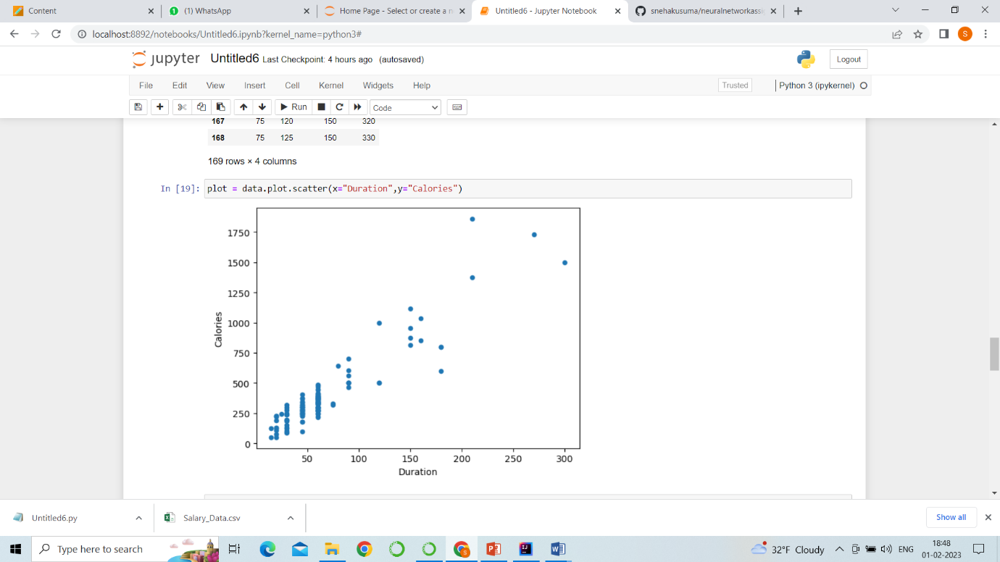 Content
(1) WhatsApp
Home Page - Select or create a n
Untitled6 - Jupyter Notebook
snehakusuma/neuralnetworkassi
localhost:8892/notebooks/Untitled6.ipynb?kernel_name=python3#
S
jupyter Untitled6 Last Checkpoint: 4 hours ago (autosaved)
Logout
File Edit View Insert Cell Kernel Widgets Help
Trusted
Python 3 (ipykernel)
Run
Code
167 75 120 150 320
168 75 125 150 330
169 rows × 4 columns
In [19]: plot = data.plot.scatter(x="Duration",y="Calories")
1750
1500
1250
1000
750
500
250
0
Calories
50 100 150 200 250 300
Duration
Untitled6.py
Salary_Data.csv
Show all
Type here to search
32°F Cloudy
ENG
18:48
01-02-2023